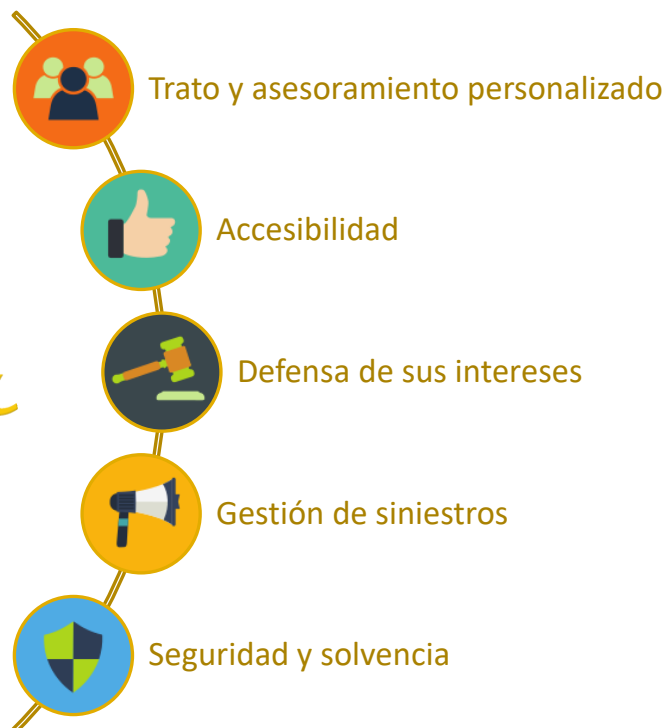 Trato y asesoramiento personalizado
Accesibilidad
Defensa de sus intereses
Gestión de siniestros
Seguridad y solvencia